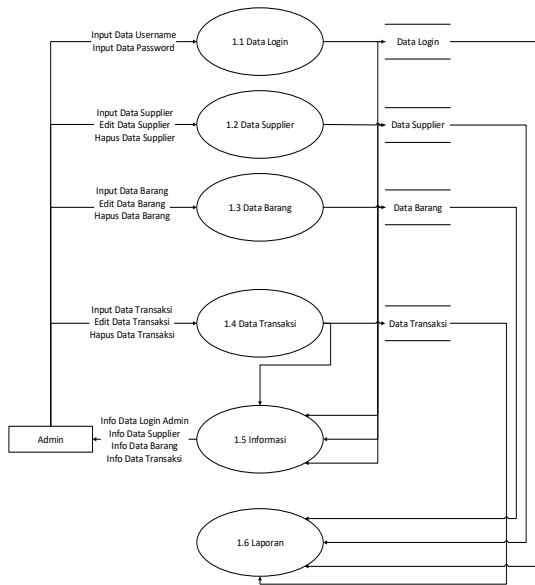 Input Data Username
Input Data Password
1.1 Data Login
Data Login
Input Data Supplier
Edit Data Supplier
Hapus Data Supplier
1.2 Data Supplier
Data Supplier
Input Data Barang
Edit Data Barang
Hapus Data Barang
1.3 Data Barang
Data Barang
Input Data Transaksi
Edit Data Transaksi
Hapus Data Transaksi
1.4 Data Transaksi
Data Transaksi
Admin
Info Data Login Admin
Info Data Supplier
Info Data Barang
Info Data Transaksi
1.5 Informasi
1.6 Laporan